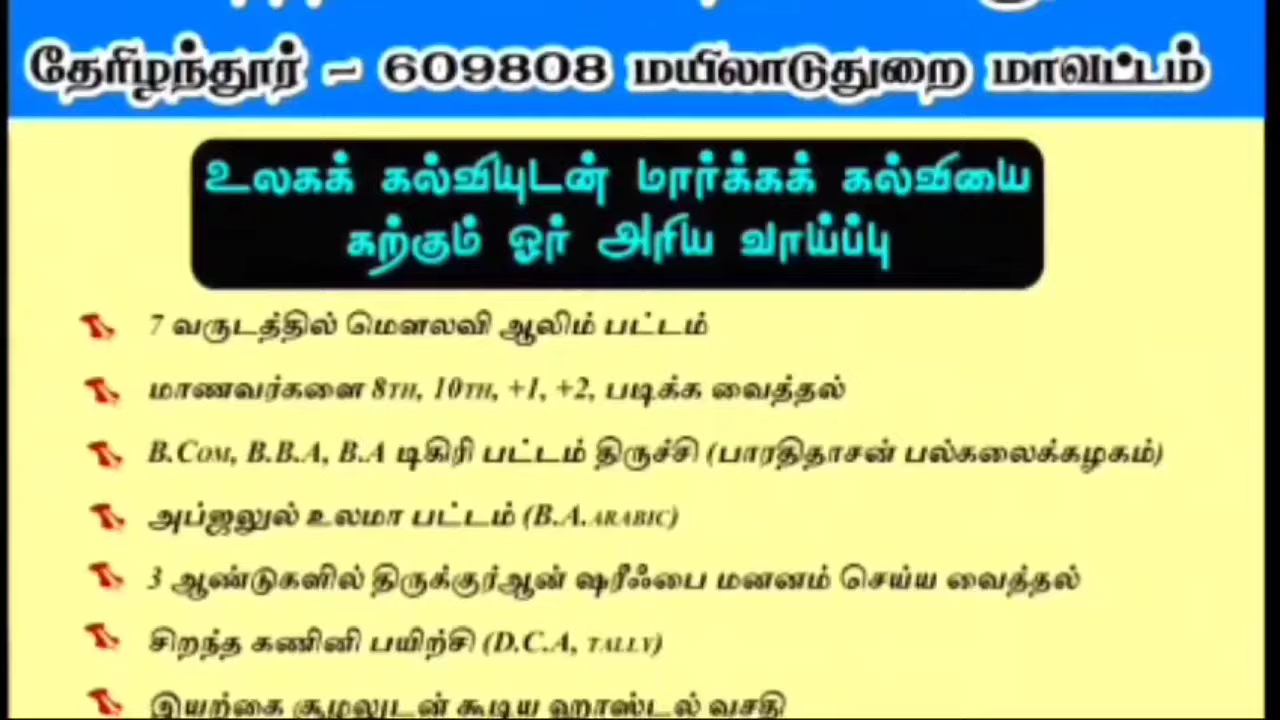 தேரிழந்தூர் – 609808 மயிலாடுதுறை மாவட்டம்
உலகக் கல்வியுடன் மார்க்கக் கல்வியை
கற்கும் ஓர் அரிய வாய்ப்பு
7 வருடத்தில் மௌலவி ஆலிம் பட்டம்
மாணவர்களை 8TH, 10TH, +1, +2, படிக்க வைத்தல்
B.COM, B.B.A, B.A டிகிரி பட்டம் திருச்சி (பாரதிதாசன் பல்கலைக்கழகம்)
அப்ஜலுல் உலமா பட்டம் (B.A.ARABIC)
3 ஆண்டுகளில் திருக்குர்ஆன் ஷரீஃபை மனனம் செய்ய வைத்தல்
சிறந்த கணினி பயிற்சி (D.C.A, TALLY)
இயற்கை சூழலுடன் கூடிய ஹாஸ்டல் வசதி